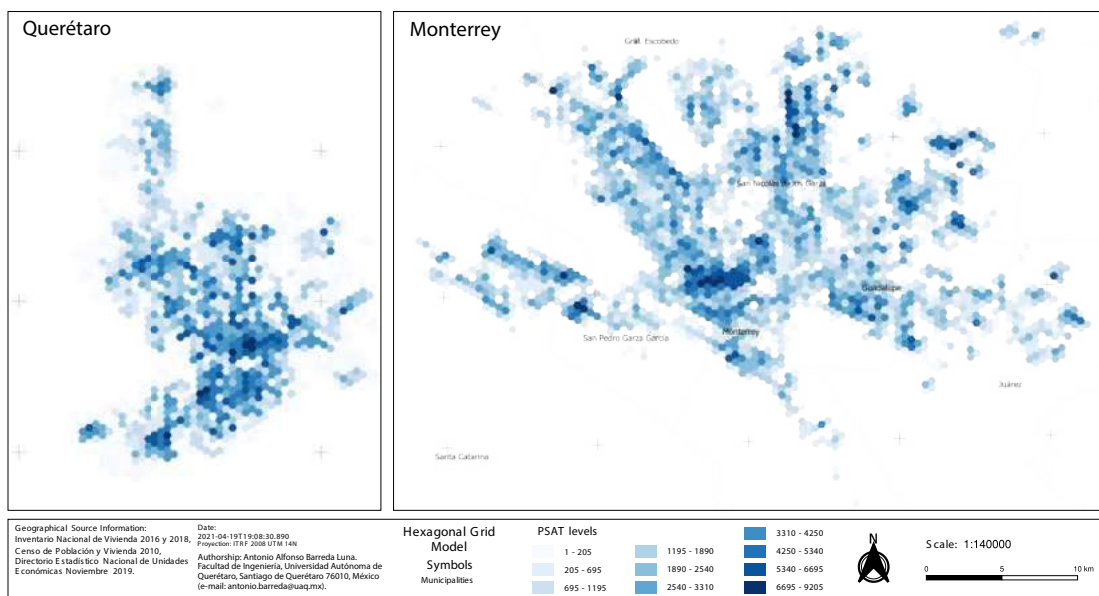 Querétaro
Monterrey
Gral. Escobedo
San Nicolás de los Garza
Guadalupe
Monterrey
San Pedro Garza García
Juárez
Santa Catarina
Geographical Source Information:
Inventario Nacional de Vivienda 2016 y 2018,
Censo de Población y Vivienda 2010,
Directorio Estadístico Nacional de Unidades
Económicas Noviembre 2019.
Date:
2021-04-19T19:08:30.890
Proyection: ITRF 2008 UTM 14N
Authorship: Antonio Alfonso Barreda Luna.
Facultad de Ingeniería, Universidad Autónoma de
Querétaro, Santiago de Querétaro 76010, México
(e-mail: antonio.barreda@uaq.mx).
Hexagonal Grid
Model
Symbols
Municipalities
PSAT levels
1 - 205
205 - 695
695 - 1195
1195 - 1890
1890 - 2540
2540 - 3310
3310 - 4250
4250 - 5340
5340 - 6695
6695 - 9205
N
Scale: 1:140000
0 5 10 km